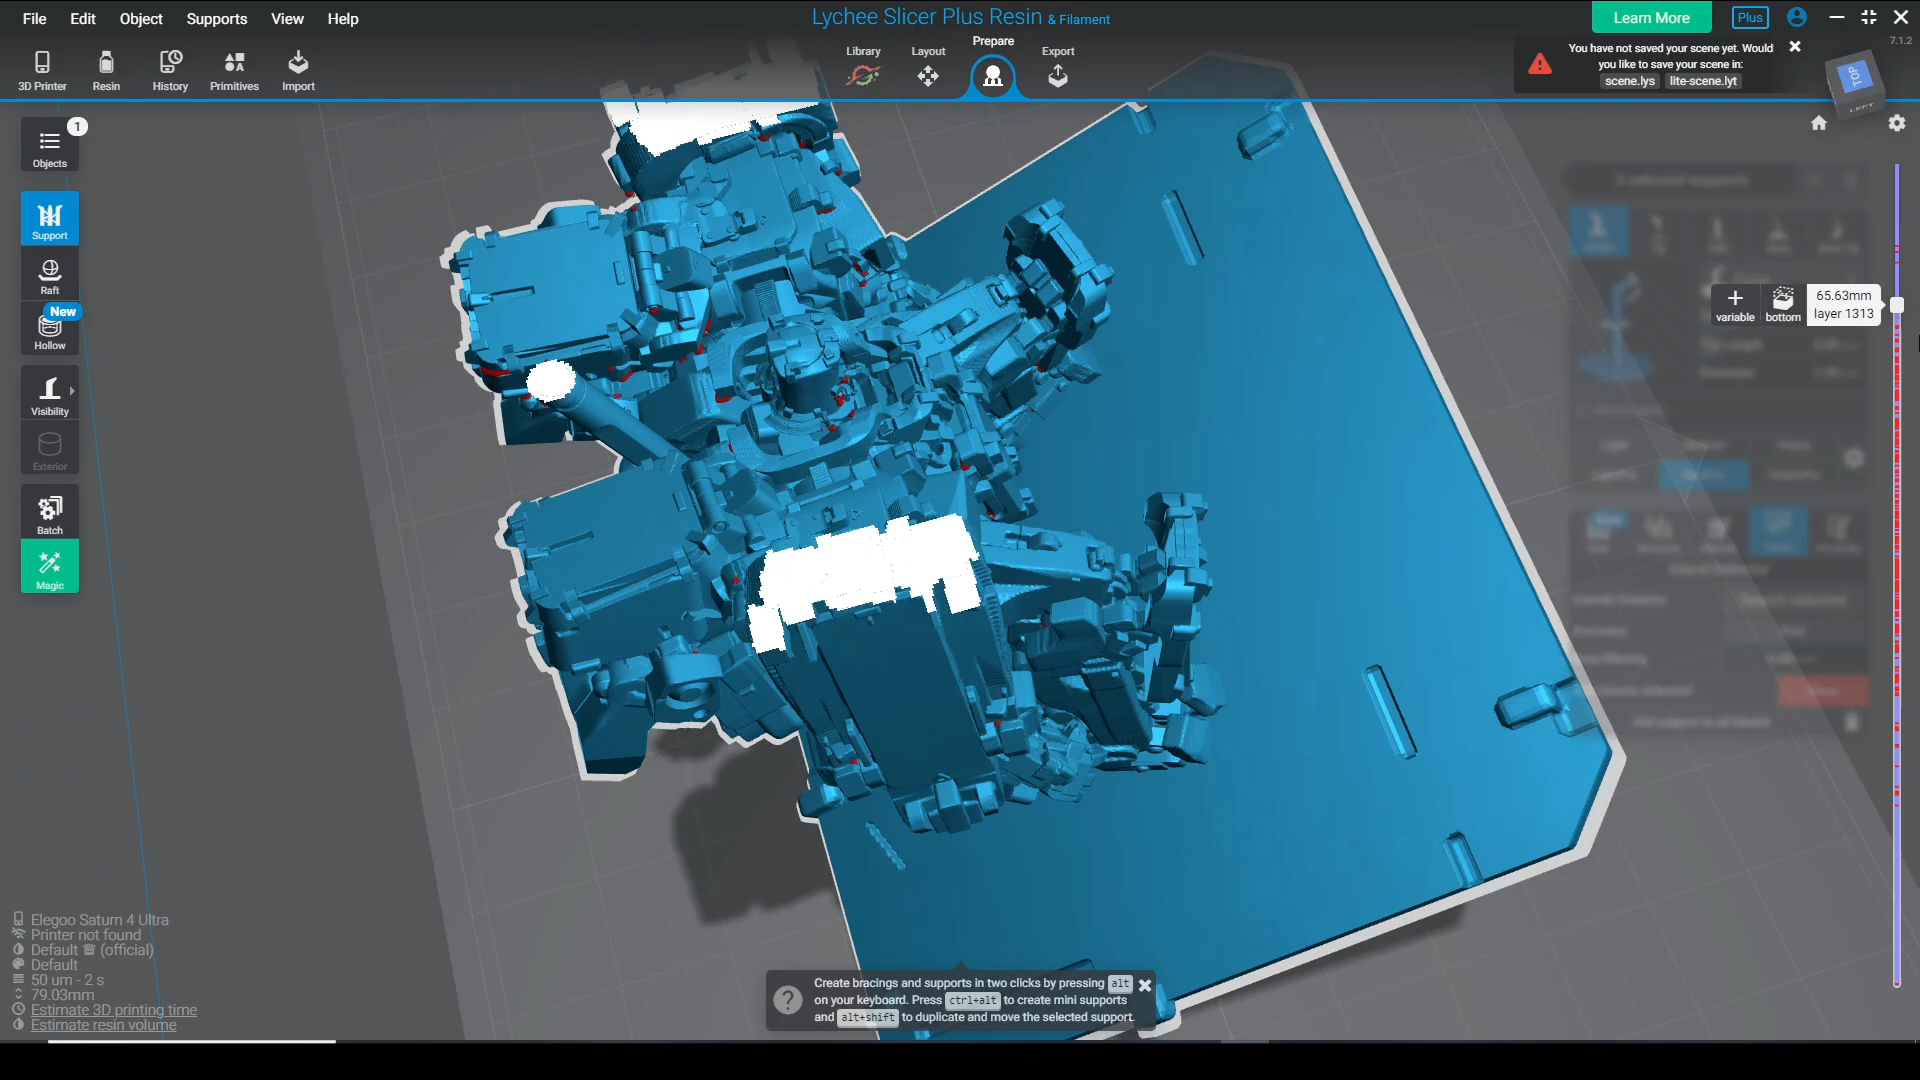 File Edit Object Supports View Help
Lychee Slicer Plus Resin & Filament
Learn More
Plus
7.1.2
3D Printer Resin History Primitives Import
Library Layout Prepare Export
You have not saved your scene yet. Would
you like to save your scene in:
scene.lys lite-scene.lyt
TOP
LEFT
1
Objects
Support
Raft
New
Hollow
Visibility
Exterior
Batch
Magic
variable bottom
65.63mm
layer 1313
Elegoo Saturn 4 Ultra
Printer not found
Default (official)
Default
50 um - 2 s
79.03mm
Estimate 3D printing time
Estimate resin volume
Create bracings and supports in two clicks by pressing alt
on your keyboard. Press ctrl+alt to create mini supports
and alt+shift to duplicate and move the selected support.